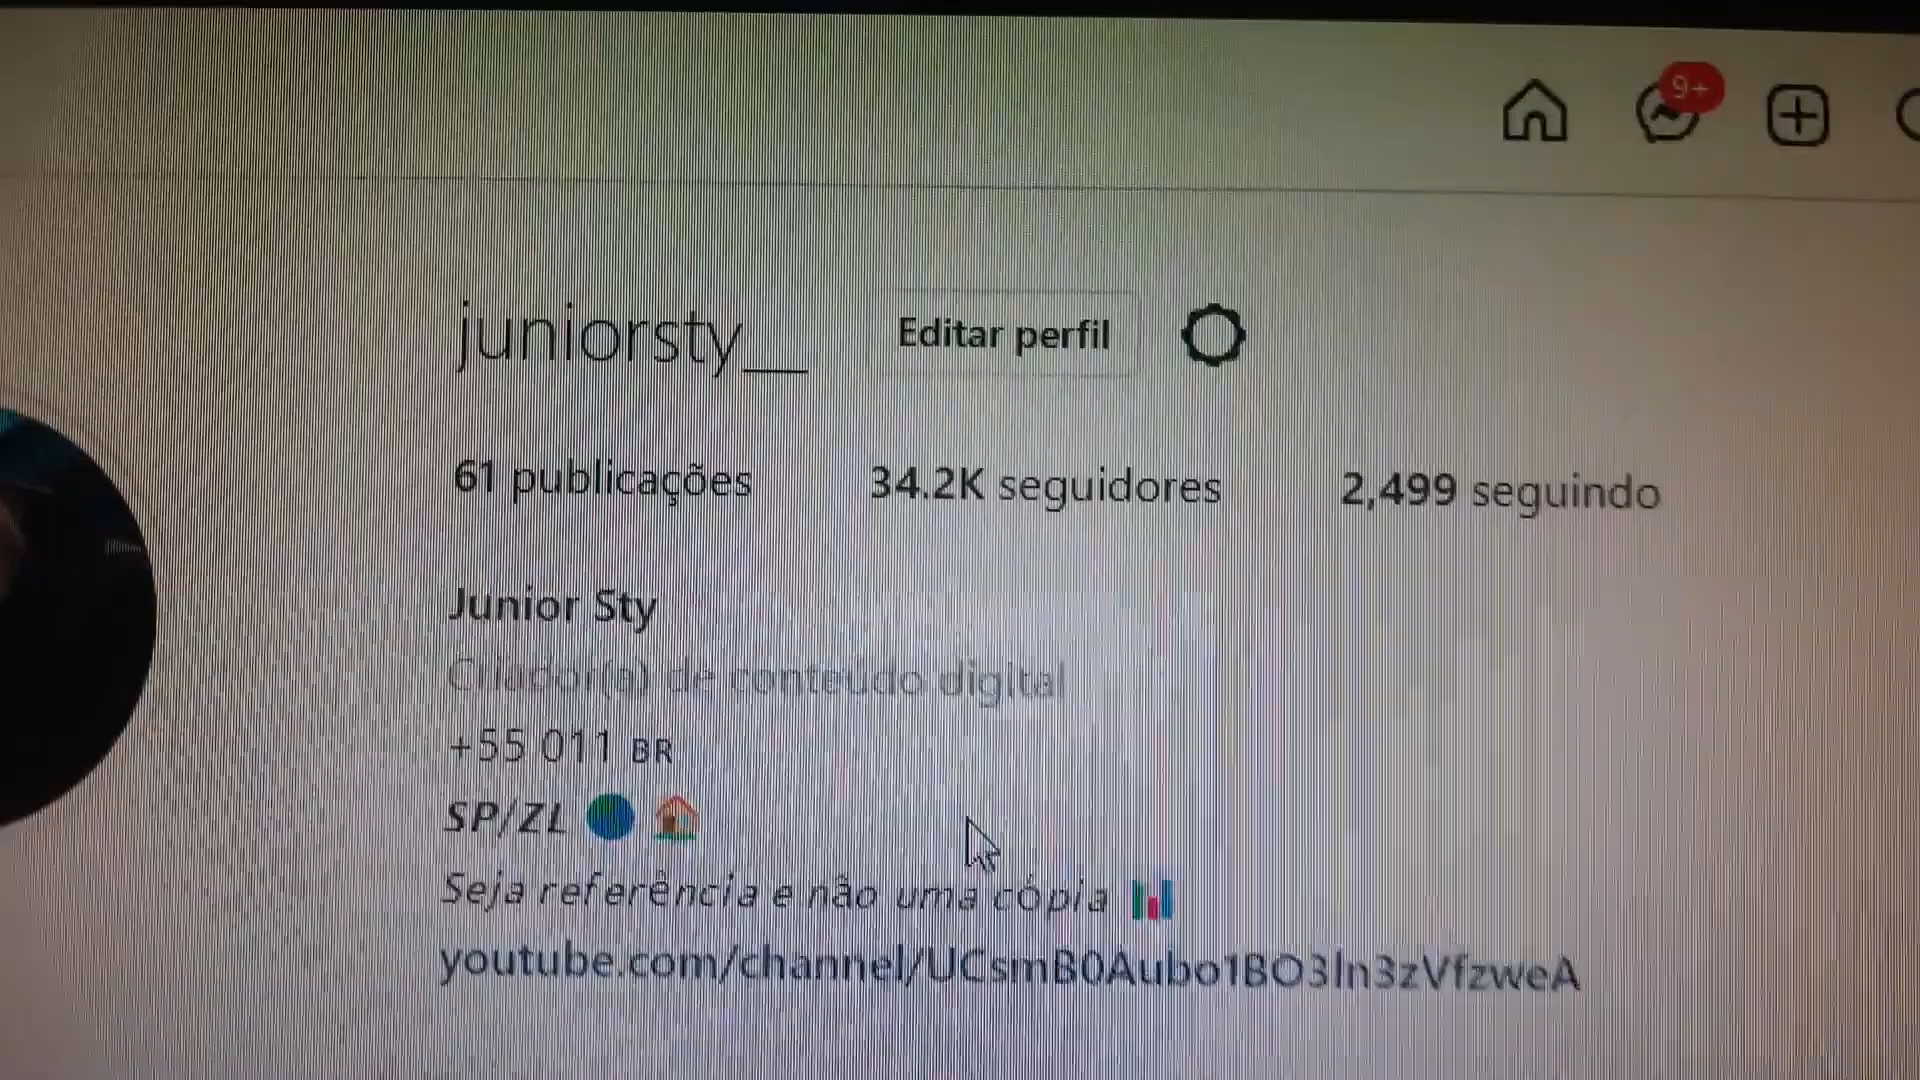 9+
juniorsty__ Editar perfil
61 publicações 34.2K seguidores 2,499 seguindo
Junior Sty
Criador(a) de conteúdo digital
+55 011 BR
SP/ZL
Seja referência e não uma cópia
youtube.com/channel/UCsmB0Aubo1BO3ln3zVfzweA